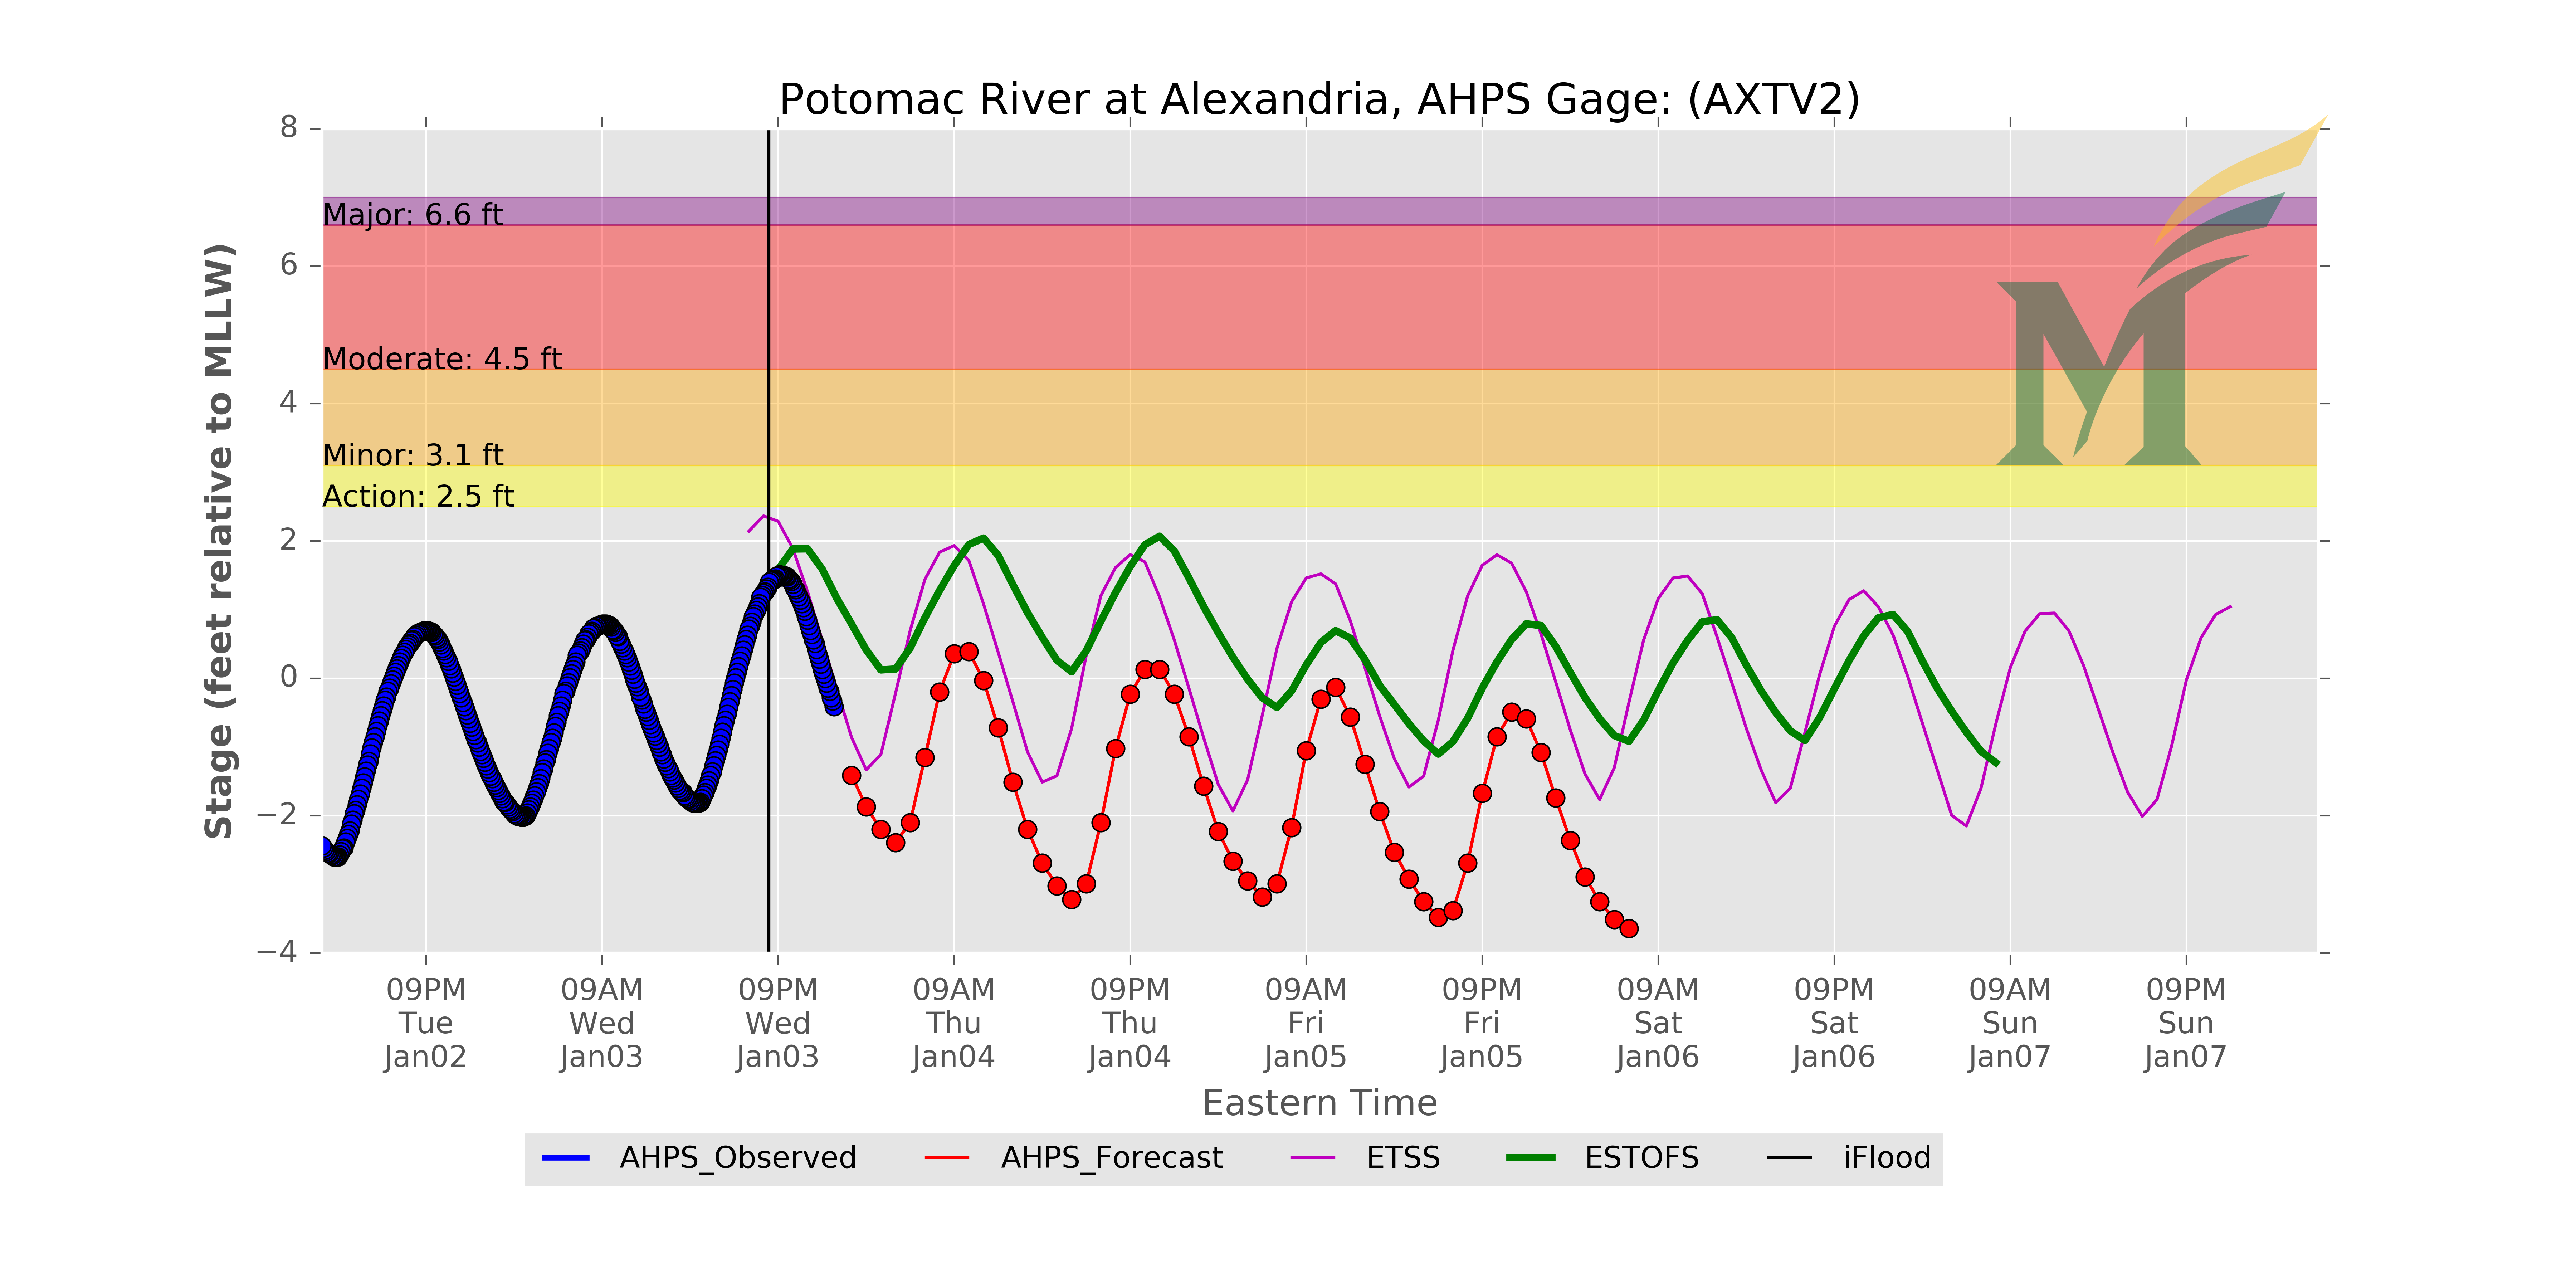 Potomac River at Alexandria, AHPS Gage: (AXTV2)
Stage (feet relative to MLLW)
8
6
4
2
0
−2
−4
Major: 6.6 ft
Moderate: 4.5 ft
Minor: 3.1 ft
Action: 2.5 ft
09PM
Tue
Jan02
09AM
Wed
Jan03
09PM
Wed
Jan03
09AM
Thu
Jan04
09PM
Thu
Jan04
09AM
Fri
Jan05
09PM
Fri
Jan05
09AM
Sat
Jan06
09PM
Sat
Jan06
09AM
Sun
Jan07
09PM
Sun
Jan07
Eastern Time
AHPS_Observed
AHPS_Forecast
ETSS
ESTOFS
iFlood
M